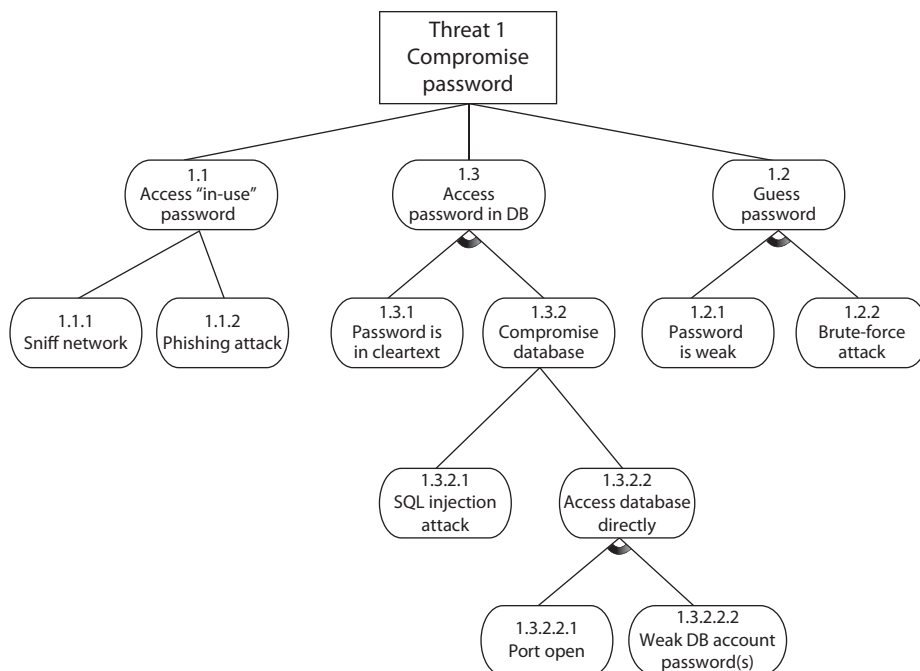 Threat 1
Compromise
password
1.1
Access “in-use”
password
1.3
Access
password in DB
1.2
Guess
password
1.1.1
Sniff network
1.1.2
Phishing attack
1.3.1
Password is
in cleartext
1.3.2
Compromise
database
1.2.1
Password
is weak
1.2.2
Brute-force
attack
1.3.2.1
SQL injection
attack
1.3.2.2
Access database
directly
1.3.2.2.1
Port open
1.3.2.2.2
Weak DB account
password(s)